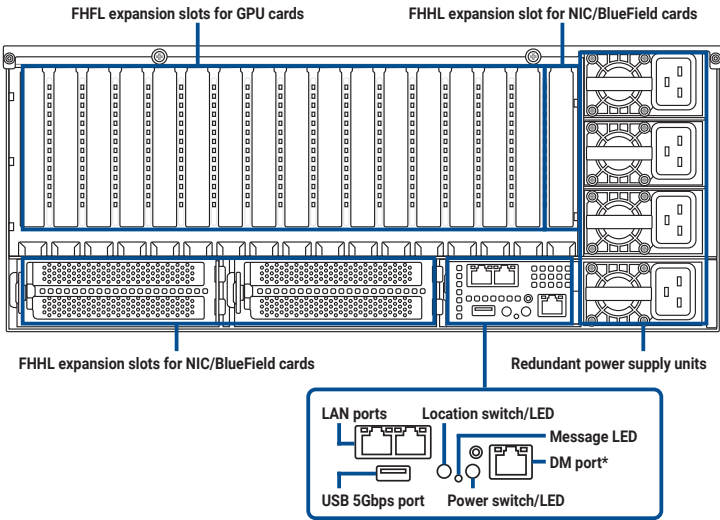 FHFL expansion slots for GPU cards
FHHL expansion slot for NIC/BlueField cards
FHHL expansion slots for NIC/BlueField cards
Redundant power supply units
LAN ports
Location switch/LED
Message LED
DM port*
USB 5Gbps port
Power switch/LED